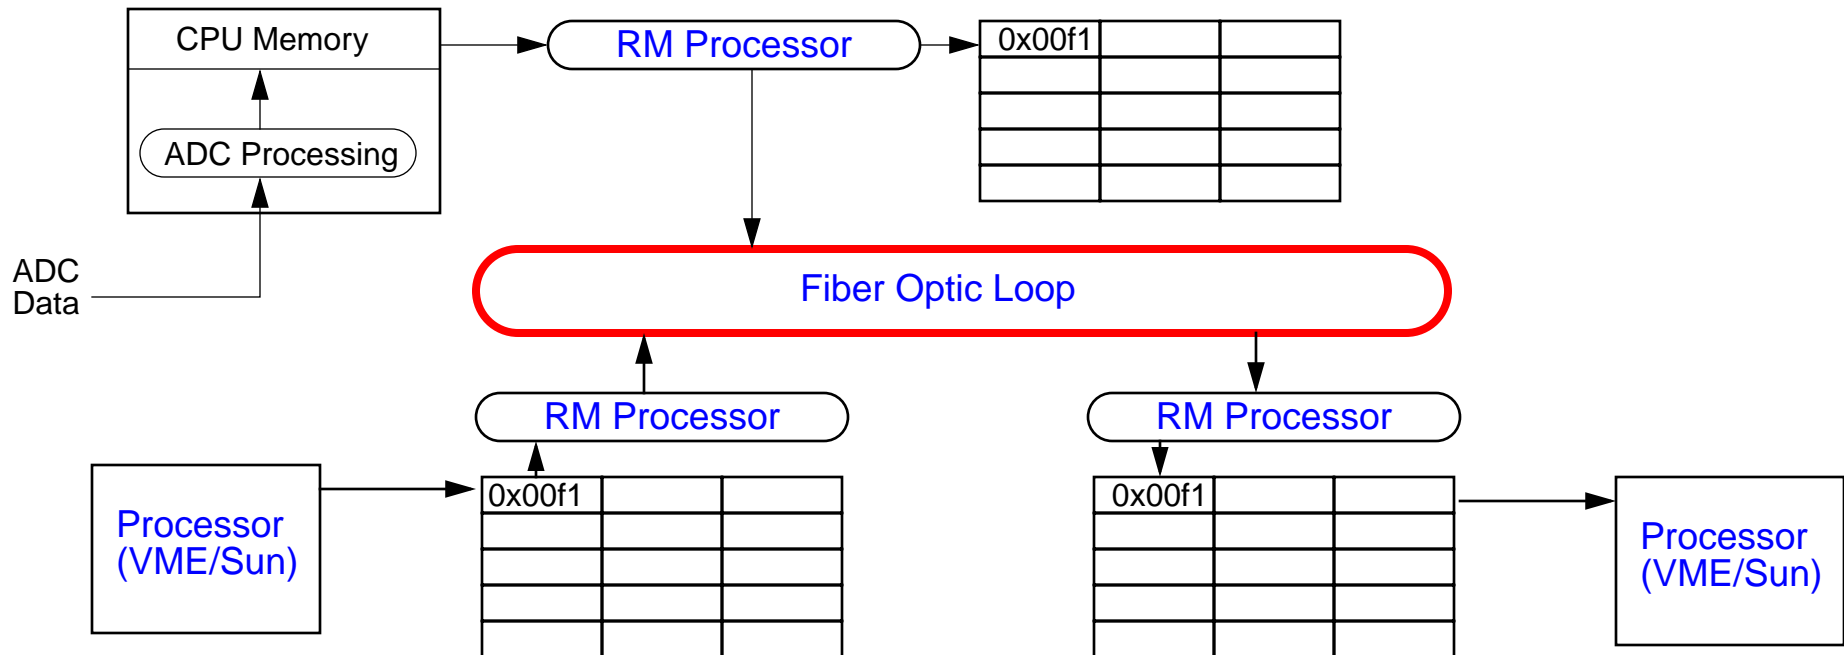 CPU Memory
RM Processor
0x00f1
ADC Processing
ADC
Data
Fiber Optic Loop
RM Processor
RM Processor
Processor
(VME/Sun)
0x00f1
0x00f1
Processor
(VME/Sun)